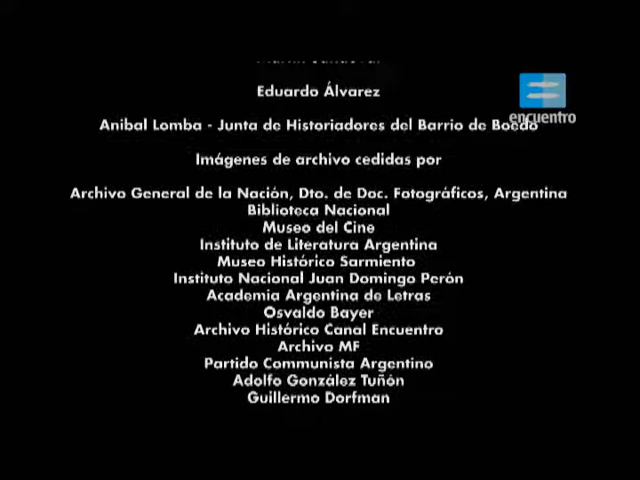 Eduardo Álvarez
Anibal Lomba - Junta de Historiadores del Barrio de Boedo
encuentro
Imágenes de archivo cedidas por
Archivo General de la Nación, Dto. de Doc. Fotográficos, Argentina
Biblioteca Nacional
Museo del Cine
Instituto de Literatura Argentina
Museo Histórico Sarmiento
Instituto Nacional Juan Domingo Perón
Academia Argentina de Letras
Osvaldo Bayer
Archivo Histórico Canal Encuentro
Archivo MF
Partido Communista Argentino
Adolfo González Tuñón
Guillermo Dorfman